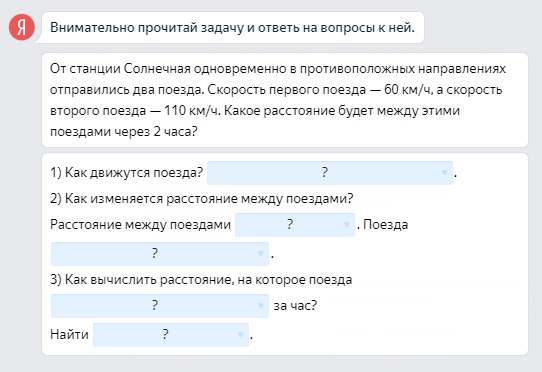 Я
Внимательно прочитай задачу и ответь на вопросы к ней.
От станции Солнечная одновременно в противоположных направлениях
отправились два поезда. Скорость первого поезда — 60 км/ч, а скорость
второго поезда — 110 км/ч. Какое расстояние будет между этими
поездами через 2 часа?
1) Как движутся поезда? ? .
2) Как изменяется расстояние между поездами?
Расстояние между поездами ? . Поезда
? .
3) Как вычислить расстояние, на которое поезда
? за час?
Найти ? .